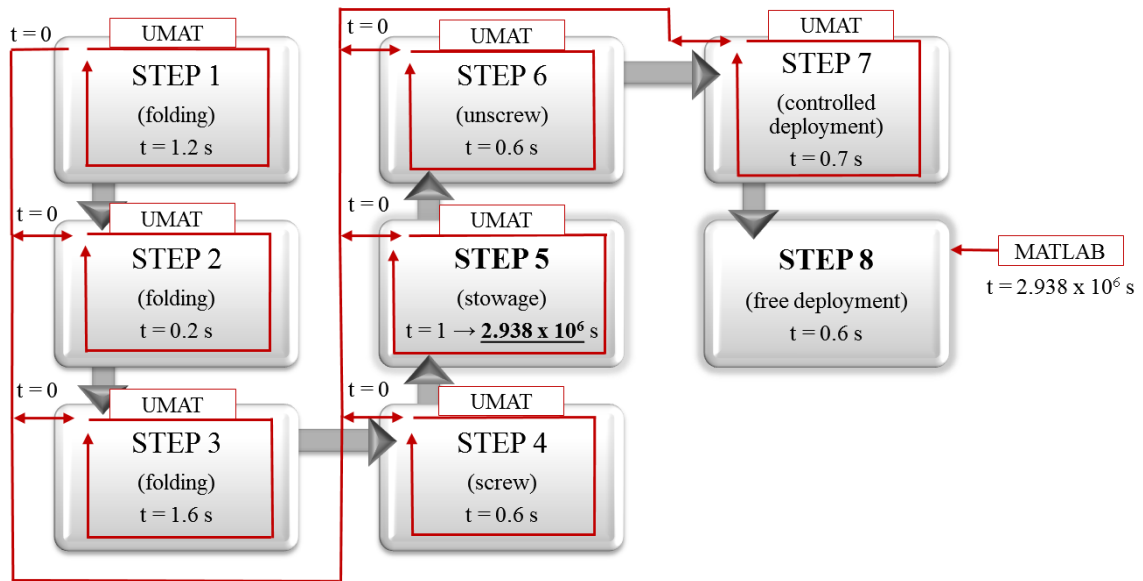 t = 0
UMAT
STEP 1
(folding)
t = 1.2 s
t = 0
UMAT
STEP 2
(folding)
t = 0.2 s
t = 0
UMAT
STEP 3
(folding)
t = 1.6 s
t = 0
UMAT
STEP 4
(screw)
t = 0.6 s
t = 0
UMAT
STEP 5
(stowage)
t = 1 → 2.938 x 10⁶ s
t = 0
UMAT
STEP 6
(unscrew)
t = 0.6 s
UMAT
STEP 7
(controlled
deployment)
t = 0.7 s
STEP 8
(free deployment)
t = 0.6 s
MATLAB
t = 2.938 x 10⁶ s